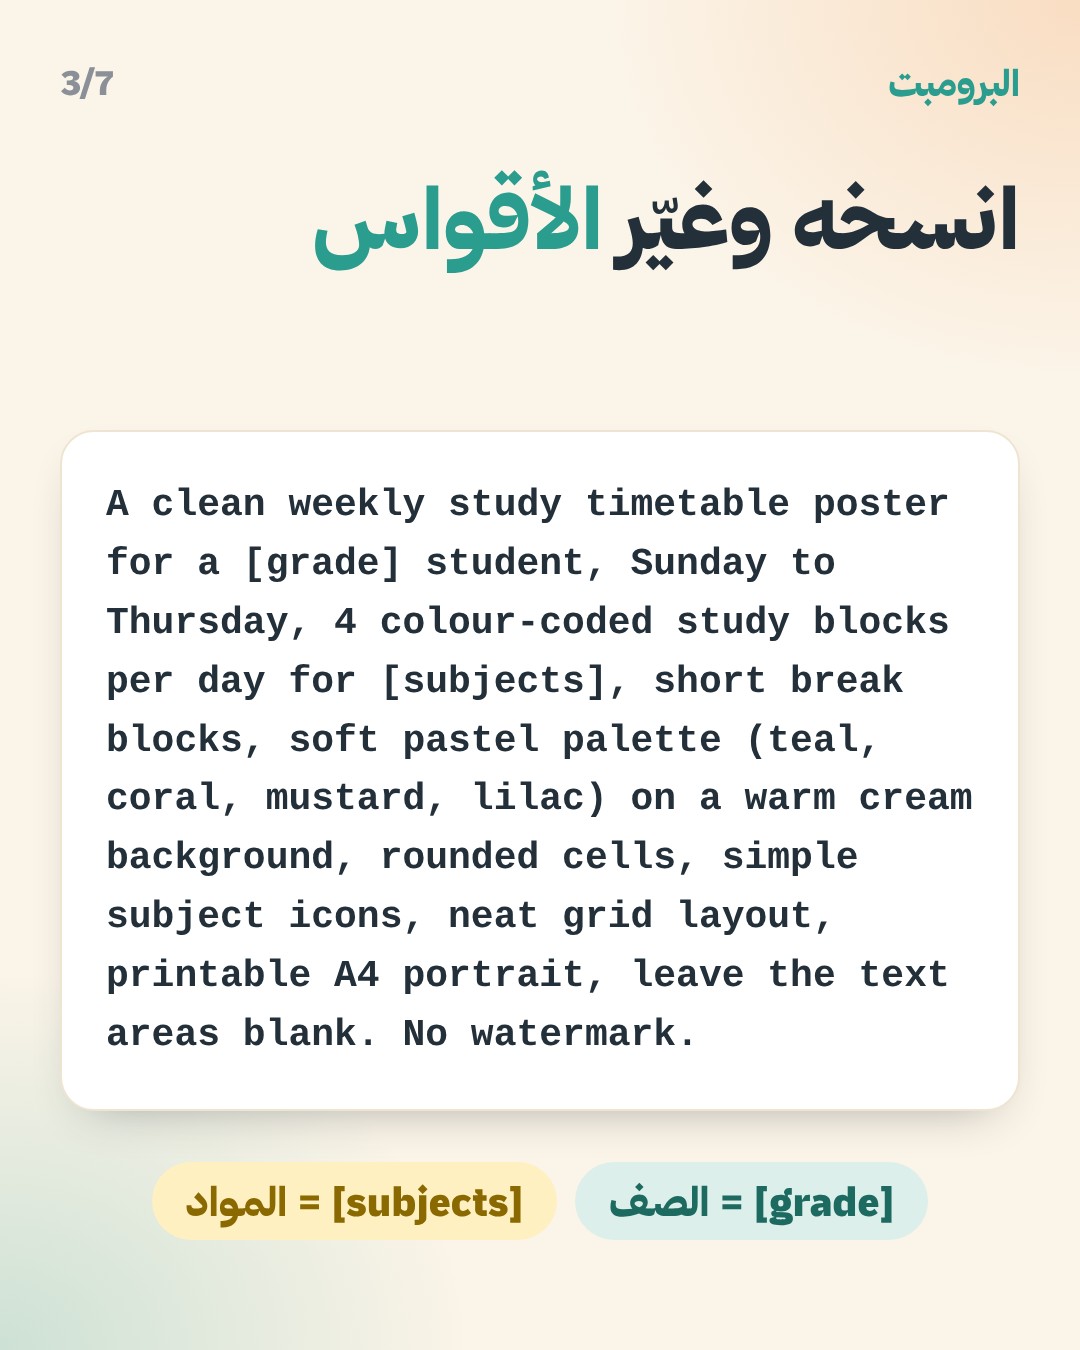 البرومبت
3/7
انسخه وغيّر الأقواس
A clean weekly study timetable poster
for a [grade] student, Sunday to
Thursday, 4 colour-coded study blocks
per day for [subjects], short break
blocks, soft pastel palette (teal,
coral, mustard, lilac) on a warm cream
background, rounded cells, simple
subject icons, neat grid layout,
printable A4 portrait, leave the text
areas blank. No watermark.
[grade] = الصف
[subjects] = المواد